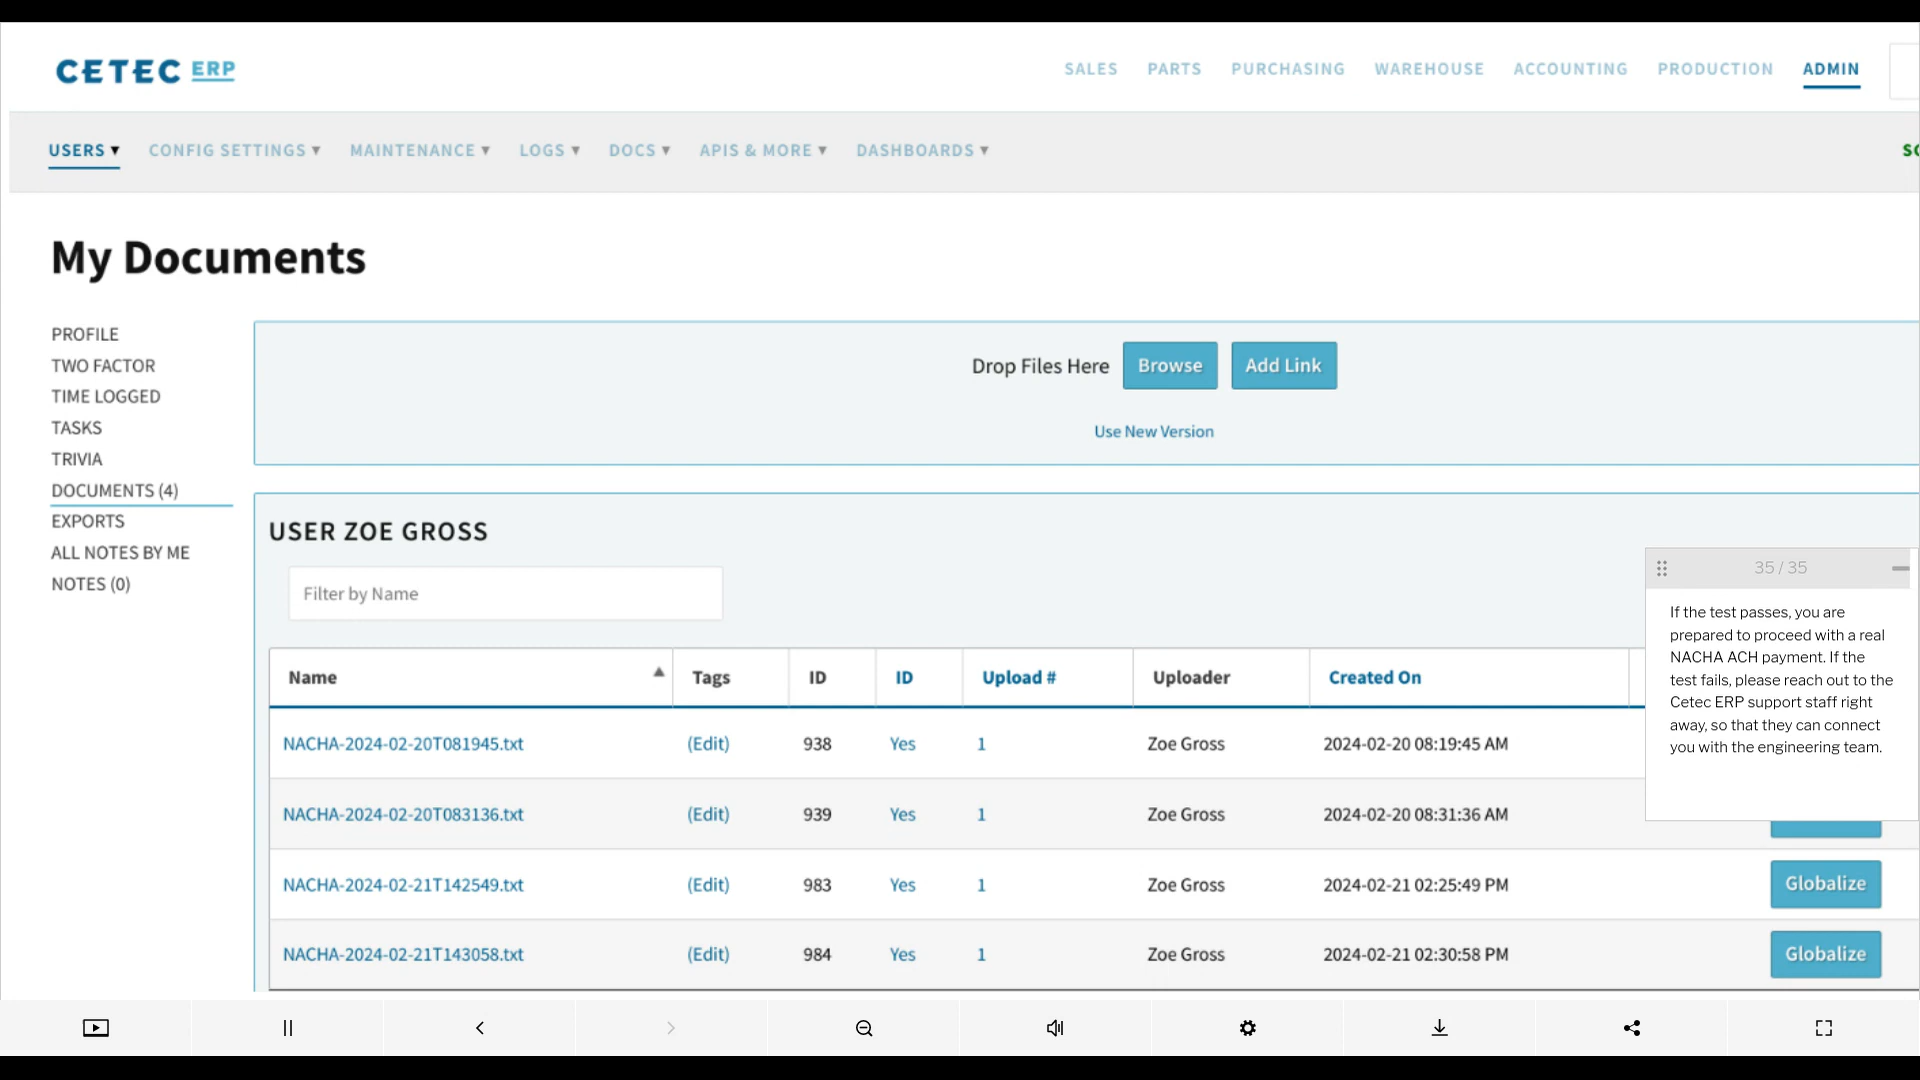 CETEC ERP
SALES PARTS PURCHASING WAREHOUSE ACCOUNTING PRODUCTION ADMIN
USERS ▼ CONFIG SETTINGS ▼ MAINTENANCE ▼ LOGS ▼ DOCS ▼ APIS & MORE ▼ DASHBOARDS ▼
My Documents
PROFILE
TWO FACTOR
TIME LOGGED
TASKS
TRIVIA
DOCUMENTS (4)
EXPORTS
ALL NOTES BY ME
NOTES (0)
Drop Files Here Browse Add Link
Use New Version
USER ZOE GROSS
Filter by Name
Name ▲ Tags ID ID Upload # Uploader Created On
NACHA-2024-02-20T081945.txt (Edit) 938 Yes 1 Zoe Gross 2024-02-20 08:19:45 AM
NACHA-2024-02-20T083136.txt (Edit) 939 Yes 1 Zoe Gross 2024-02-20 08:31:36 AM
NACHA-2024-02-21T142549.txt (Edit) 983 Yes 1 Zoe Gross 2024-02-21 02:25:49 PM Globalize
NACHA-2024-02-21T143058.txt (Edit) 984 Yes 1 Zoe Gross 2024-02-21 02:30:58 PM Globalize
35 / 35
If the test passes, you are
prepared to proceed with a real
NACHA ACH payment. If the
test fails, please reach out to the
Cetec ERP support staff right
away, so that they can connect
you with the engineering team.